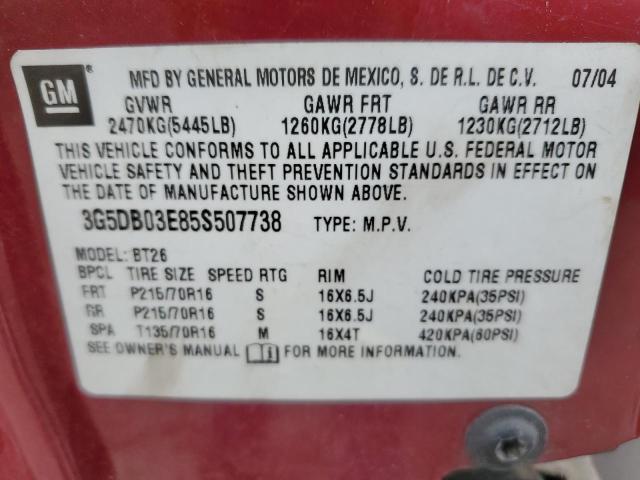 GM ® MFD BY GENERAL MOTORS DE MEXICO, S. DE R.L. DE C.V. 07/04
GVWR GAWR FRT GAWR RR
2470KG(5445LB) 1260KG(2778LB) 1230KG(2712LB)
THIS VEHICLE CONFORMS TO ALL APPLICABLE U.S. FEDERAL MOTOR
VEHICLE SAFETY AND THEFT PREVENTION STANDARDS IN EFFECT ON
THE DATE OF MANUFACTURE SHOWN ABOVE.
3G5DB03E85S507738 TYPE: M.P.V.
MODEL: BT26
BPCL TIRE SIZE SPEED RTG RIM COLD TIRE PRESSURE
FRT P215/70R16 S 16X6.5J 240KPA(35PSI)
RR P215/70R16 S 16X6.5J 240KPA(35PSI)
SPA T135/70R16 M 16X4T 420KPA(60PSI)
SEE OWNER'S MANUAL FOR MORE INFORMATION.